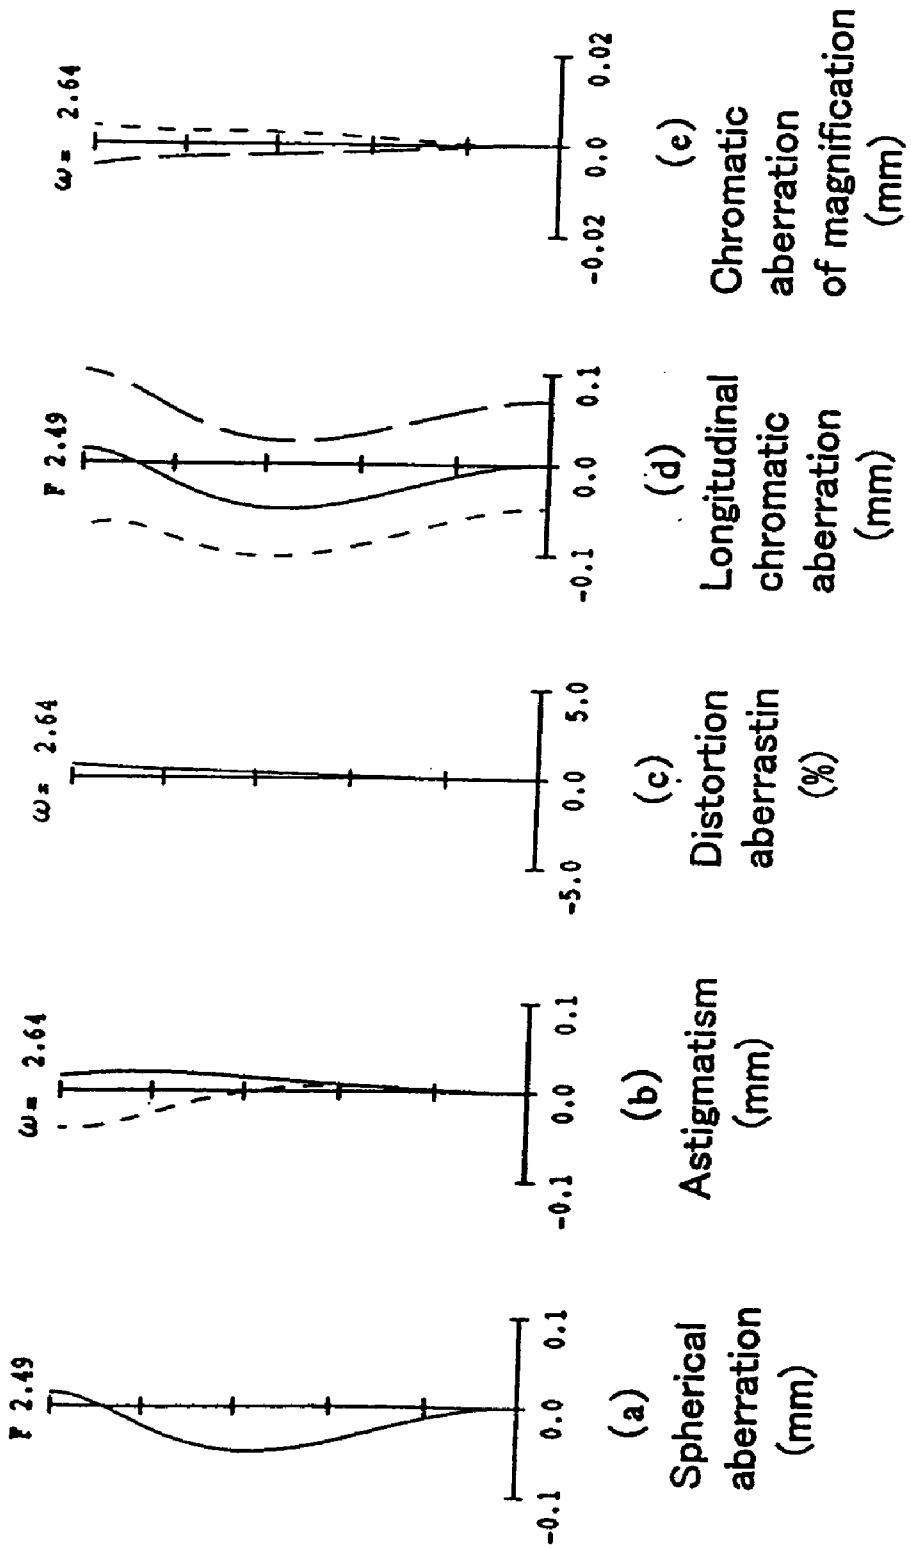 F 2.49
-0.1 0.0 0.1
(a)
Spherical
aberration
(mm)
ω= 2.64
-0.1 0.0 0.1
(b)
Astigmatism
(mm)
ω= 2.64
-5.0 0.0 5.0
(c)
Distortion
aberrastin
(%)
F 2.49
-0.1 0.0 0.1
(d)
Longitudinal
chromatic
aberration
(mm)
ω= 2.64
-0.02 0.0 0.02
(e)
Chromatic
aberration
of magnification
(mm)